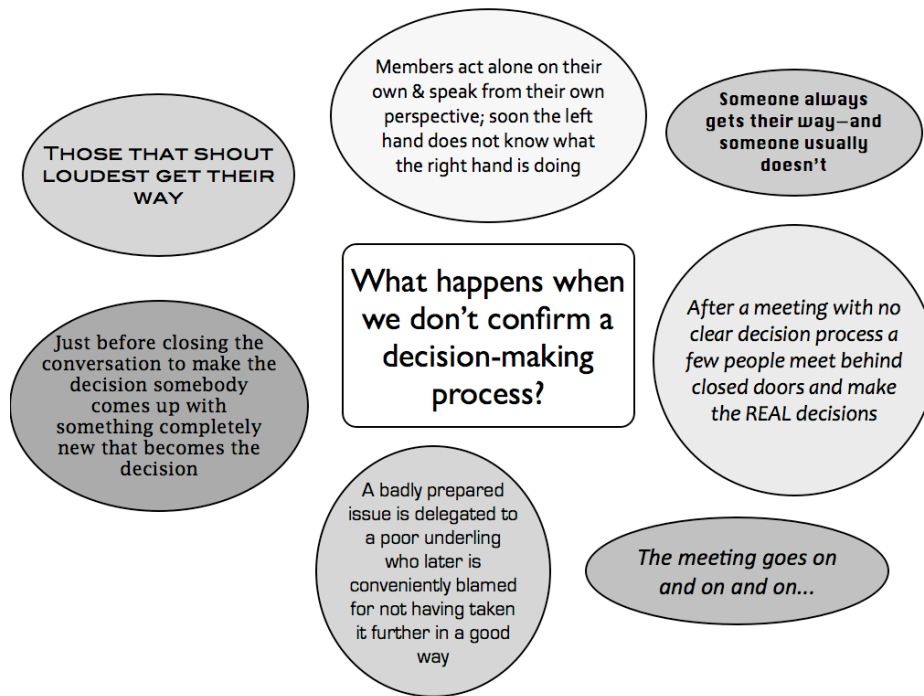 Members act alone on their
own & speak from their own
perspective; soon the left
hand does not know what
the right hand is doing
Someone always
gets their way—and
someone usually
doesn't
THOSE THAT SHOUT
LOUDEST GET THEIR
WAY
What happens when
we don't confirm a
decision-making
process?
After a meeting with no
clear decision process a
few people meet behind
closed doors and make
the REAL decisions
Just before closing the
conversation to make the
decision somebody
comes up with
something completely
new that becomes the
decision
A badly prepared
issue is delegated to
a poor underling
who later is
conveniently blamed
for not having taken
it further in a good
way
The meeting goes on
and on and on...